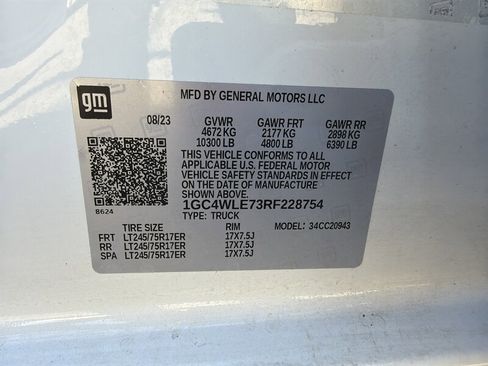 gm
MFD BY GENERAL MOTORS LLC
08/23 GVWR GAWR FRT GAWR RR
4672 KG 2177 KG 2898 KG
10300 LB 4800 LB 6390 LB
THIS VEHICLE CONFORMS TO ALL
APPLICABLE U.S. FEDERAL MOTOR
VEHICLE SAFETY STANDARDS IN EFFECT
ON THE DATE OF MANUFACTURE
SHOWN ABOVE.
1GC4WLE73RF228754
8624 TYPE: TRUCK
TIRE SIZE RIM MODEL: 34CC20943
FRT LT245/75R17ER 17X7.5J
RR LT245/75R17ER 17X7.5J
SPA LT245/75R17ER 17X7.5J